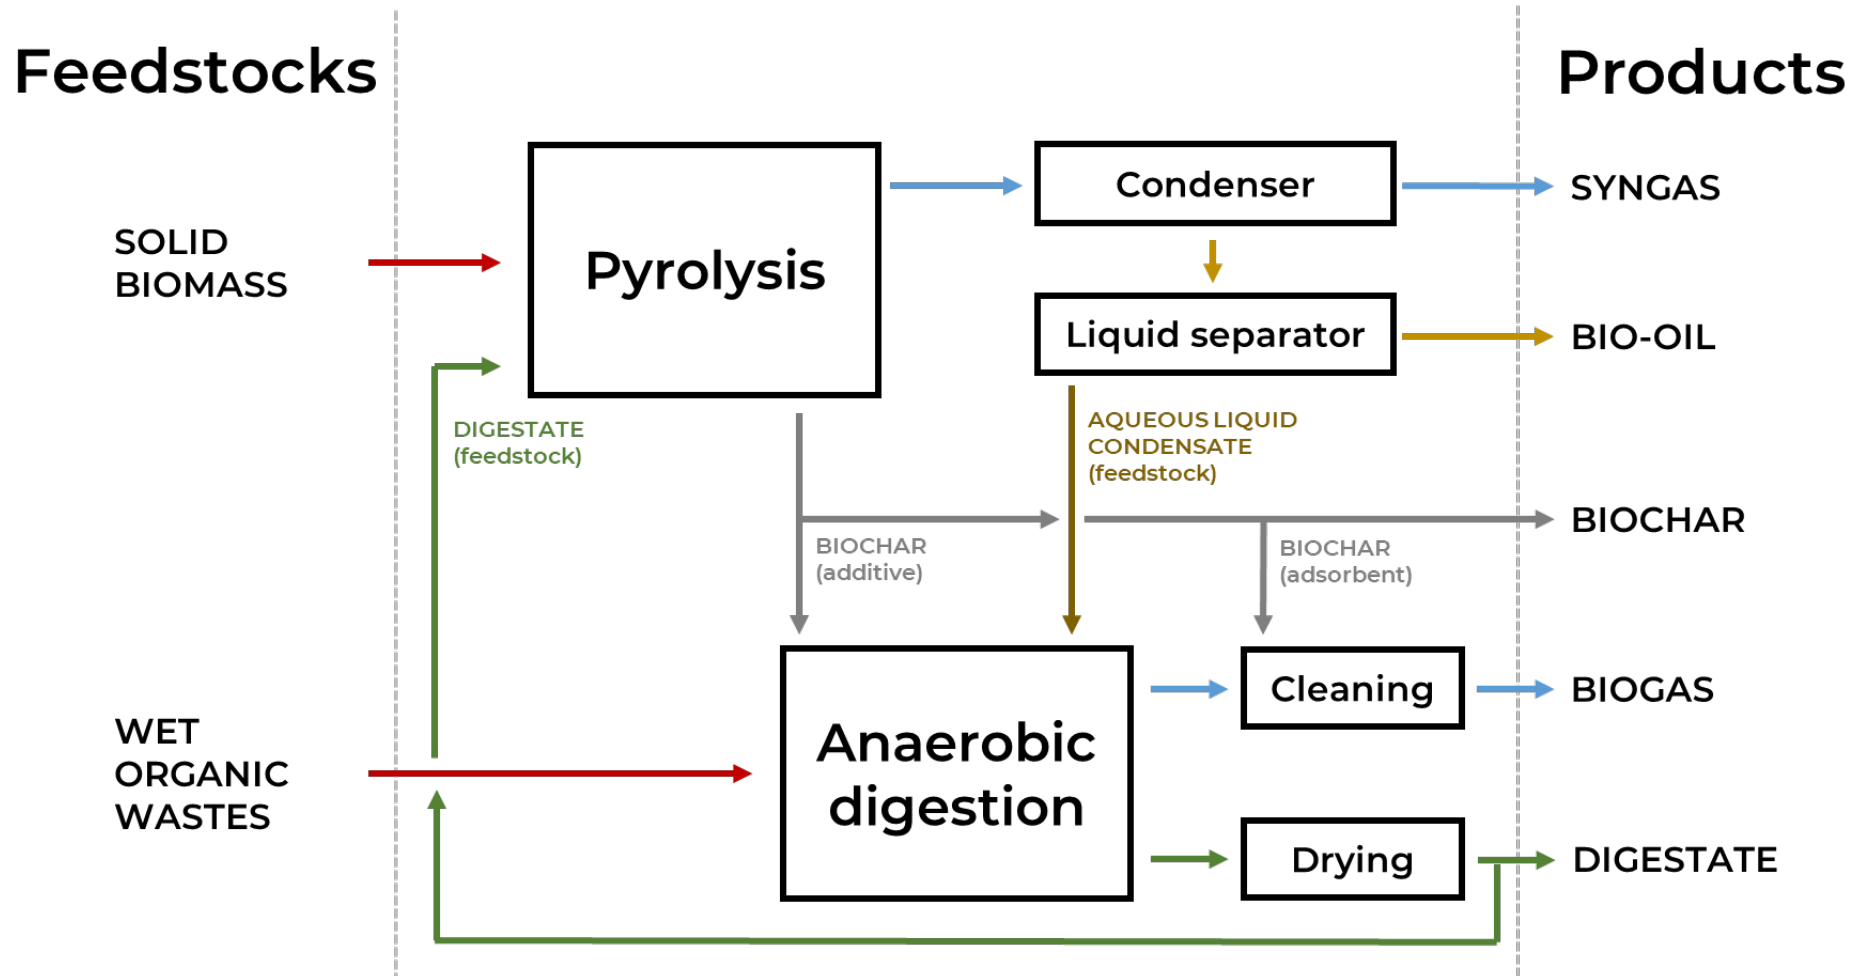 Feedstocks
Products
Pyrolysis
Condenser
SYNGAS
SOLID
BIOMASS
Liquid separator
BIO-OIL
DIGESTATE
(feedstock)
AQUEOUS LIQUID
CONDENSATE
(feedstock)
BIOCHAR
BIOCHAR
(additive)
BIOCHAR
(adsorbent)
WET
ORGANIC
WASTES
Anaerobic
digestion
Cleaning
BIOGAS
Drying
DIGESTATE